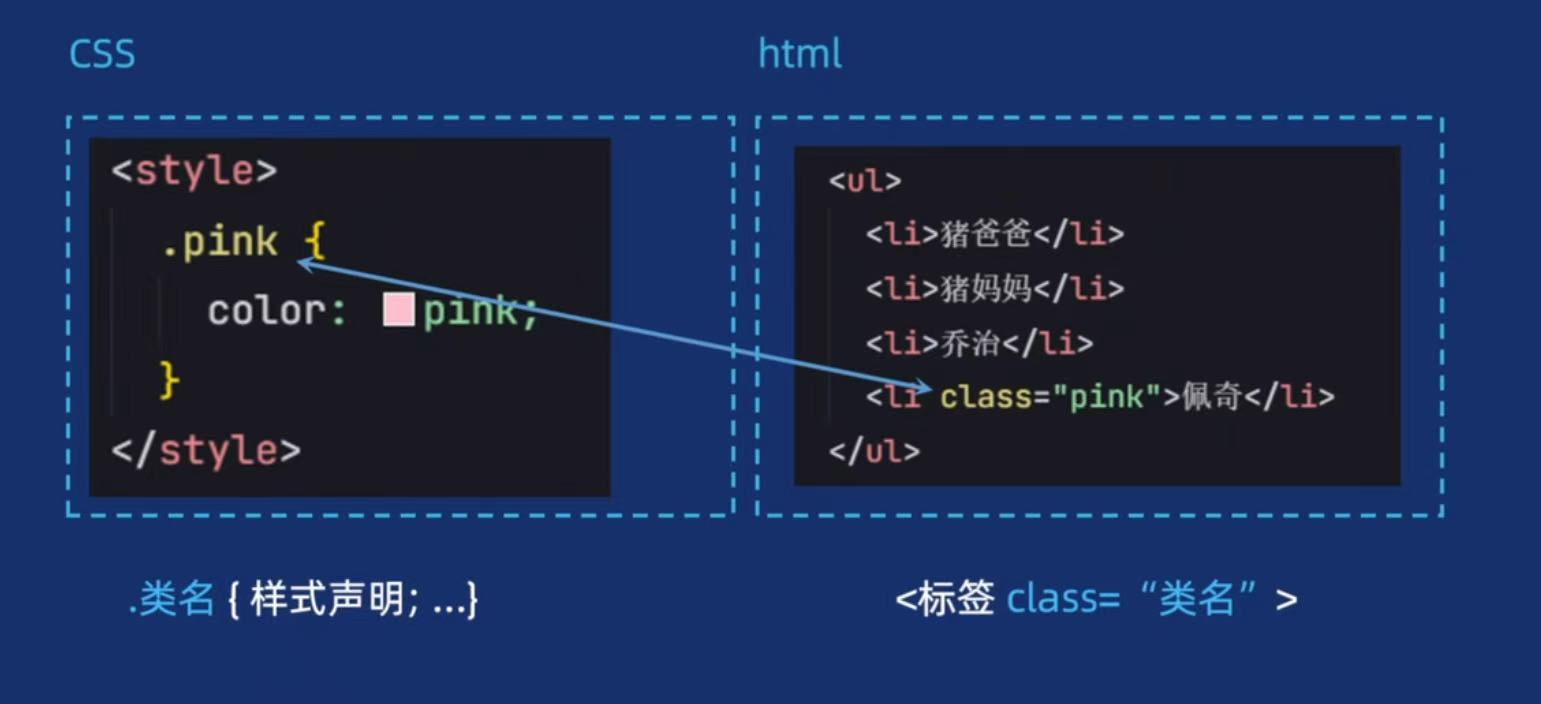 CSS
<style>
.pink {
color: pink;
}
</style>
.类名 { 样式声明; ...}
html
<ul>
<li>猪爸爸</li>
<li>猪妈妈</li>
<li>乔治</li>
<li class="pink">佩奇</li>
</ul>
<标签 class=“类名”>